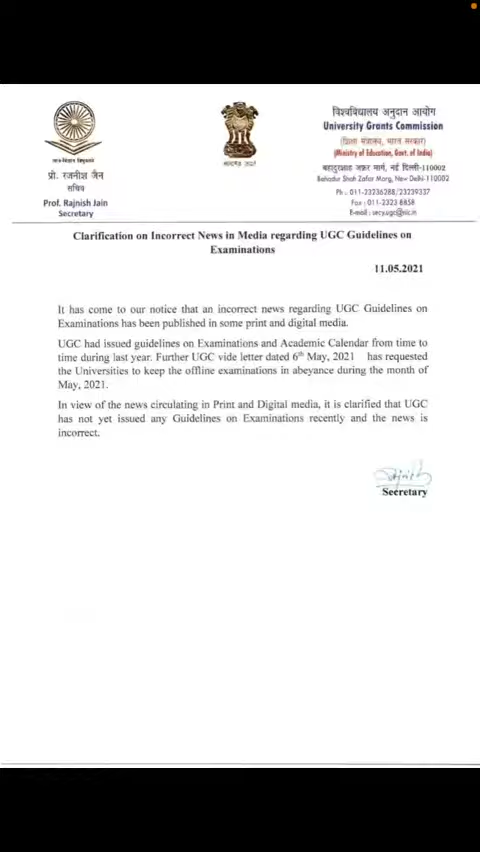 ज्ञान-विज्ञान विमुक्तये
प्रो. रजनीश जैन
सचिव
Prof. Rajnish Jain
Secretary
सत्यमेव जयते
विश्वविद्यालय अनुदान आयोग
University Grants Commission
(शिक्षा मंत्रालय, भारत सरकार)
(Ministry of Education, Govt. of India)
बहादुरशाह ज़फ़र मार्ग, नई दिल्ली-110002
Bahadur Shah Zafar Marg, New Delhi-110002
Ph : 011-23236288/23239337
Fax : 011-2323 8858
E-mail : secy.ugc@nic.in
Clarification on Incorrect News in Media regarding UGC Guidelines on
Examinations
11.05.2021
It has come to our notice that an incorrect news regarding UGC Guidelines on
Examinations has been published in some print and digital media.
UGC had issued guidelines on Examinations and Academic Calendar from time to
time during last year. Further UGC vide letter dated 6th May, 2021 has requested
the Universities to keep the offline examinations in abeyance during the month of
May, 2021.
In view of the news circulating in Print and Digital media, it is clarified that UGC
has not yet issued any Guidelines on Examinations recently and the news is
incorrect.
Secretary